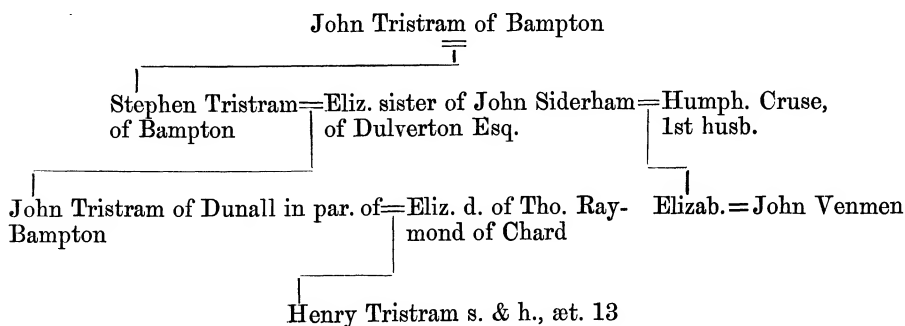 John Tristram of Bampton
Stephen Tristram=Eliz. sister of John Siderham=Humph. Cruse,
of Bampton of Dulverton Esq. 1st husb.
John Tristram of Dunall in par. of=Eliz. d. of Tho. Ray- Elizab.=John Venmen
Bampton mond of Chard
Henry Tristram s. & h., æt. 13